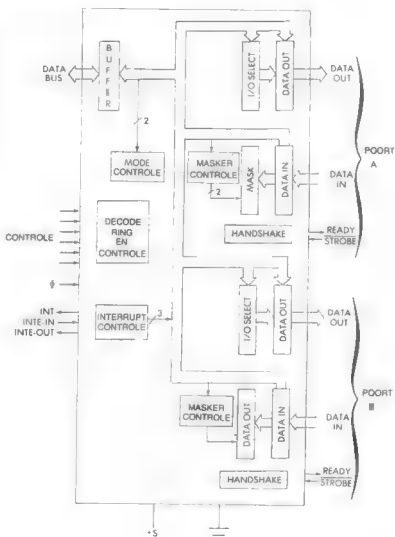 BUFFER
DATA BUS
2
MODE CONTROLE
DECODE RING EN CONTROLE
CONTROLE
Φ
INT
INTE-IN
INTE-OUT
INTERRUPT CONTROLE
3
I/O SELECT
DATA OUT
DATA OUT
MASKER CONTROLE
2
MASK
DATA IN
DATA IN
HANDSHAKE
READY
STROBE
POORT A
I/O SELECT
DATA OUT
DATA OUT
MASKER CONTROLE
DATA OUT
DATA IN
DATA IN
HANDSHAKE
READY
STROBE
POORT
+5